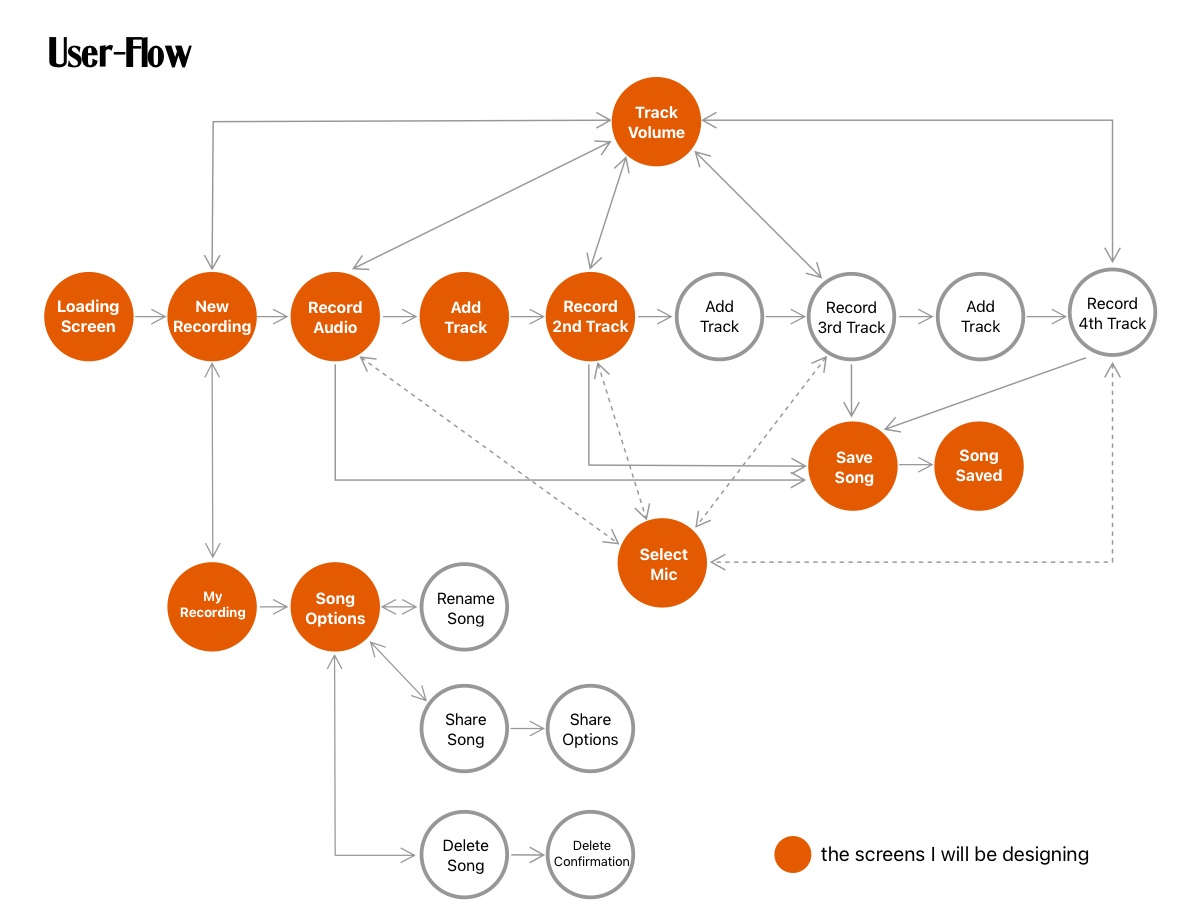 User-Flow
Track
Volume
Loading
Screen
New
Recording
Record
Audio
Add
Track
Record
2nd Track
Add
Track
Record
3rd Track
Add
Track
Record
4th Track
Save
Song
Song
Saved
Select
Mic
My
Recording
Song
Options
Rename
Song
Share
Song
Share
Options
Delete
Song
Delete
Confirmation
the screens I will be designing